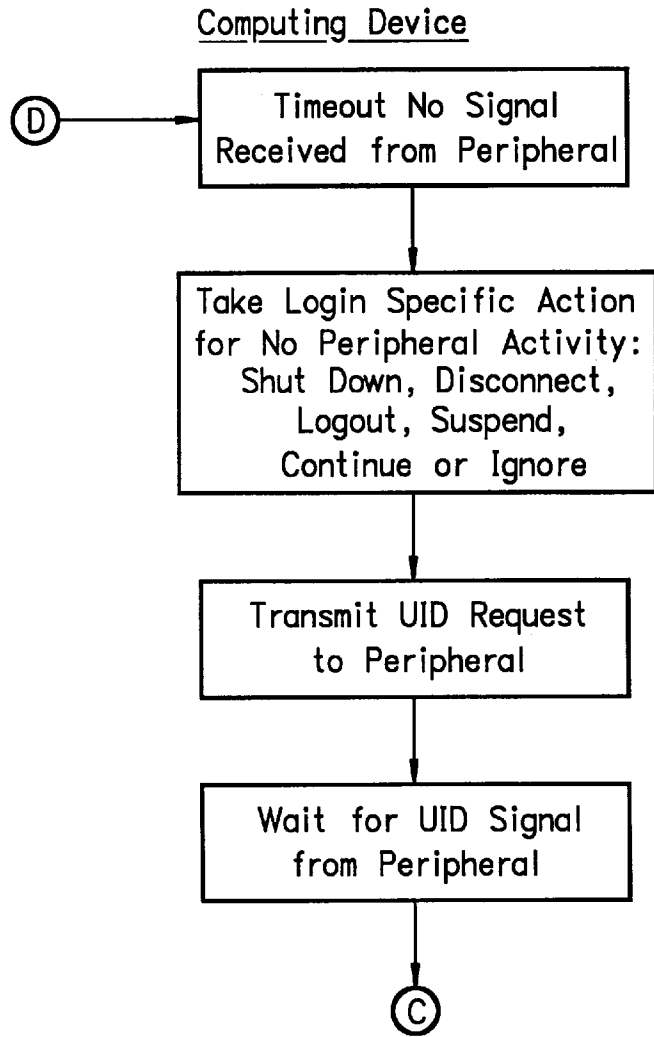 Computing Device
D
Timeout No Signal
Received from Peripheral
Take Login Specific Action
for No Peripheral Activity:
Shut Down, Disconnect,
Logout, Suspend,
Continue or Ignore
Transmit UID Request
to Peripheral
Wait for UID Signal
from Peripheral
C